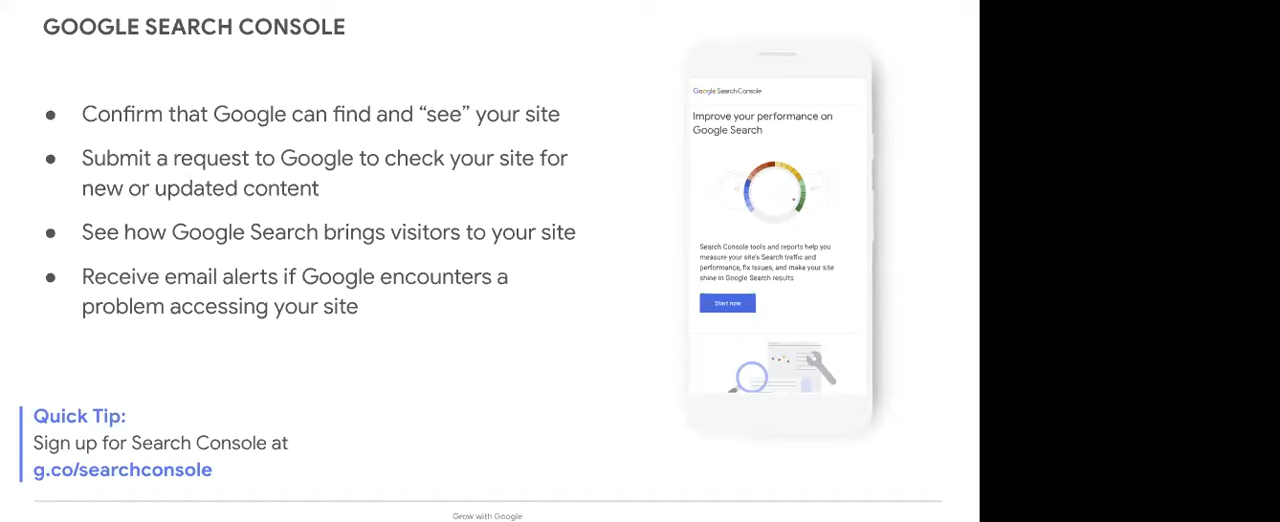 GOOGLE SEARCH CONSOLE
● Confirm that Google can find and “see” your site
● Submit a request to Google to check your site for
new or updated content
● See how Google Search brings visitors to your site
● Receive email alerts if Google encounters a
problem accessing your site
Google Search Console
Improve your performance on
Google Search
Search Console tools and reports help you
measure your site's Search traffic and
performance, fix issues, and make your site
shine in Google Search results
Start now
Quick Tip:
Sign up for Search Console at
g.co/searchconsole
Grow with Google